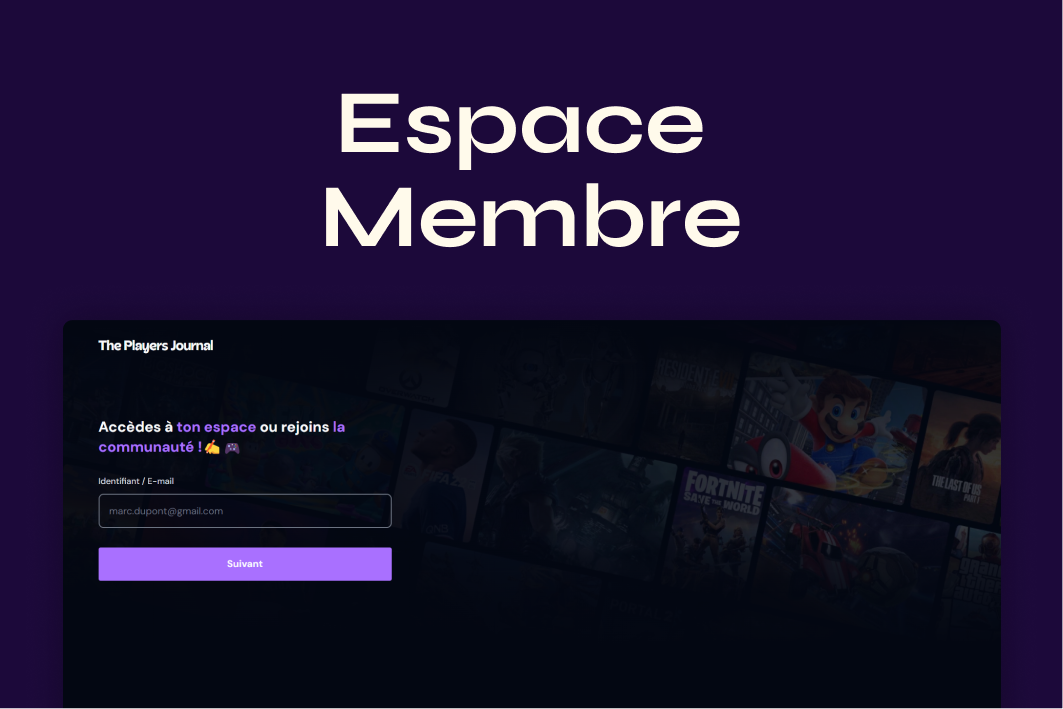 Espace
Membre
The Players Journal
Accèdes à ton espace ou rejoins la
communauté ! ✍️ 🎮
Identifiant / E-mail
marc.dupont@gmail.com
Suivant
FORTNITE
SAVE THE WORLD
THE LAST OF US
PART I